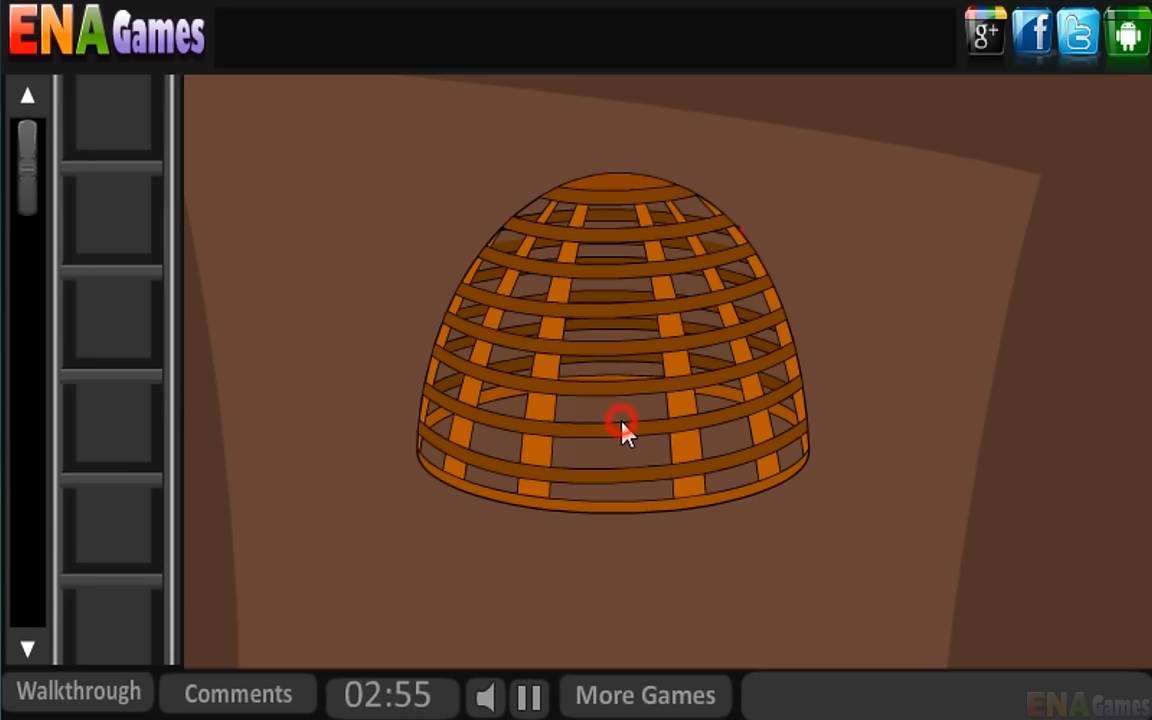 ENA Games
g+
f
t
Walkthrough
Comments
02:55
More Games
ENA Games